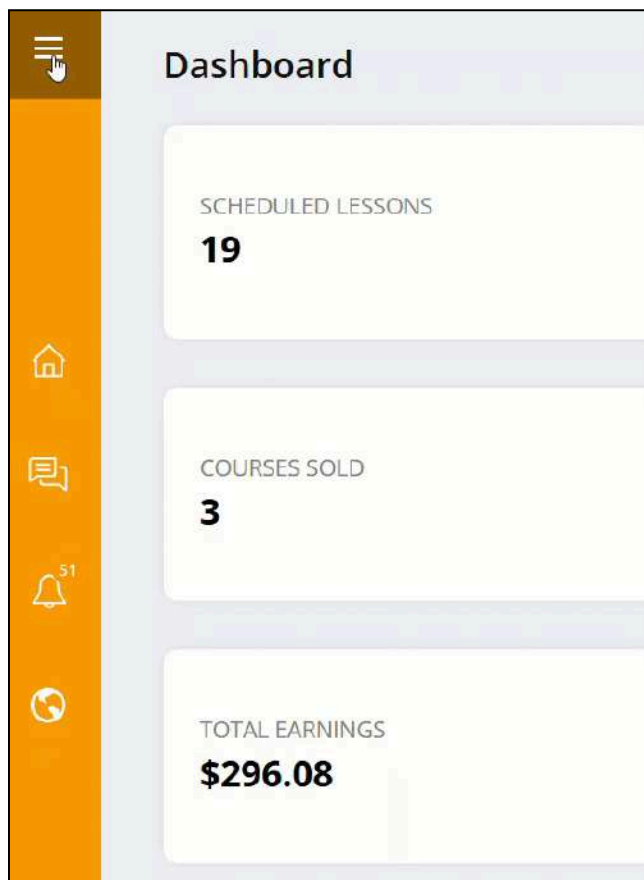 Dashboard
SCHEDULED LESSONS
19
COURSES SOLD
3
51
TOTAL EARNINGS
$296.08